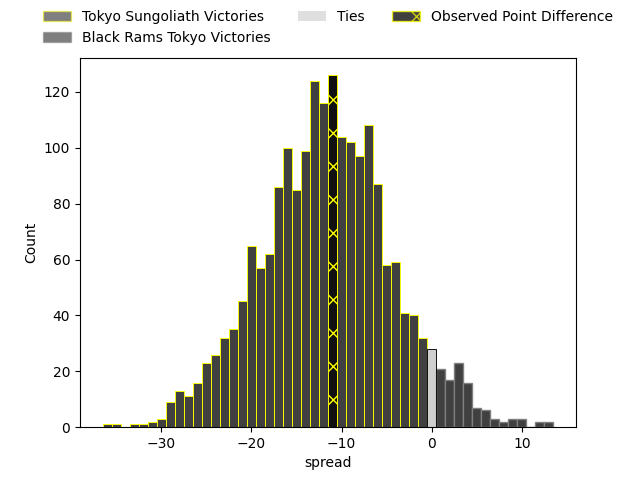 Tokyo Sungoliath Victories
Ties
Observed Point Difference
Black Rams Tokyo Victories
120
100
80
60
40
20
0
Count
−30
−20
−10
0
10
spread